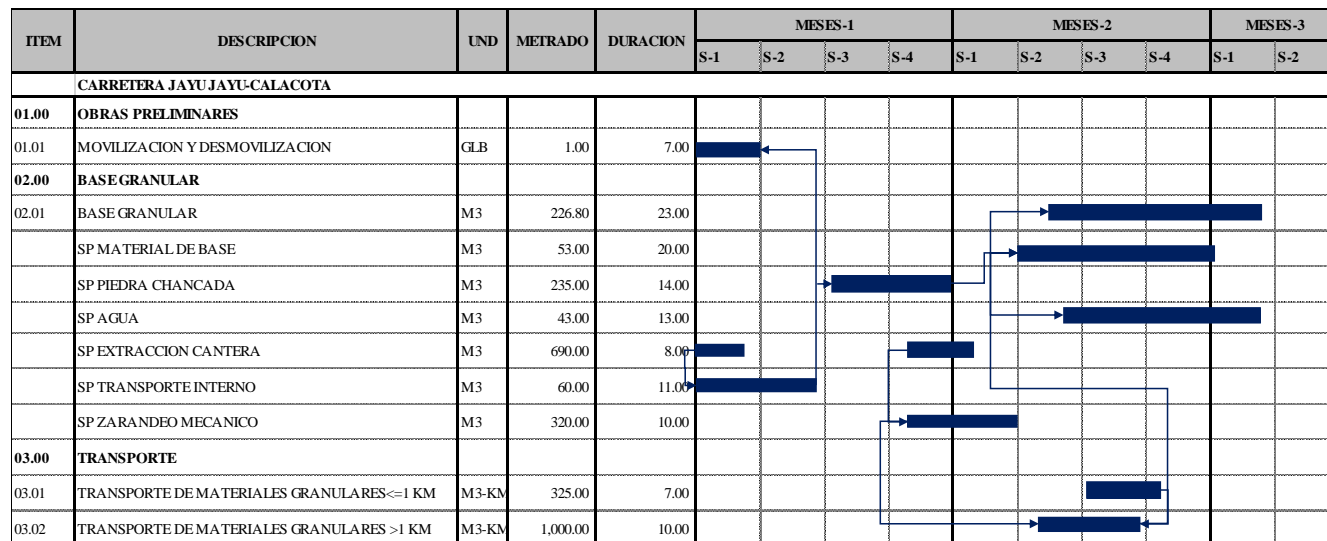 ITEM DESCRIPCION UND METRADO DURACION MESES-1 MESES-2 MESES-3
S-1 S-2 S-3 S-4 S-1 S-2 S-3 S-4 S-1 S-2
CARRETERA JAYU JAYU-CALACOTA
01.00 OBRAS PRELIMINARES
01.01 MOVILIZACION Y DESMOVILIZACION GLB 1.00 7.00
02.00 BASE GRANULAR
02.01 BASE GRANULAR M3 226.80 23.00
SP MATERIAL DE BASE M3 53.00 20.00
SP PIEDRA CHANCADA M3 235.00 14.00
SP AGUA M3 43.00 13.00
SP EXTRACCION CANTERA M3 690.00 8.00
SP TRANSPORTE INTERNO M3 60.00 11.00
SP ZARANDEO MECANICO M3 320.00 10.00
03.00 TRANSPORTE
03.01 TRANSPORTE DE MATERIALES GRANULARES<=1 KM M3-KM 325.00 7.00
03.02 TRANSPORTE DE MATERIALES GRANULARES >1 KM M3-KM 1,000.00 10.00